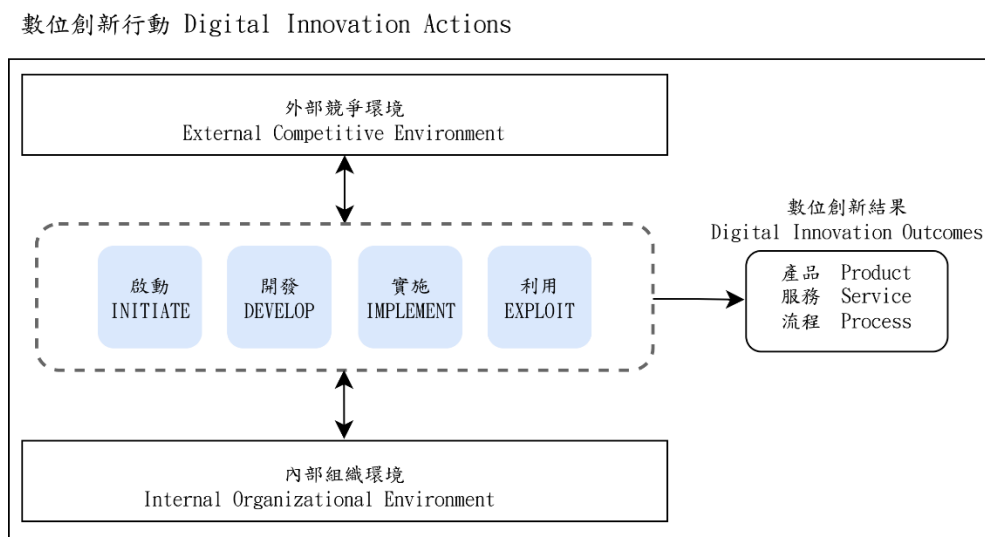 數位創新行動 Digital Innovation Actions
外部競爭環境
External Competitive Environment
啟動
INITIATE
開發
DEVELOP
實施
IMPLEMENT
利用
EXPLOIT
數位創新結果
Digital Innovation Outcomes
產品 Product
服務 Service
流程 Process
內部組織環境
Internal Organizational Environment